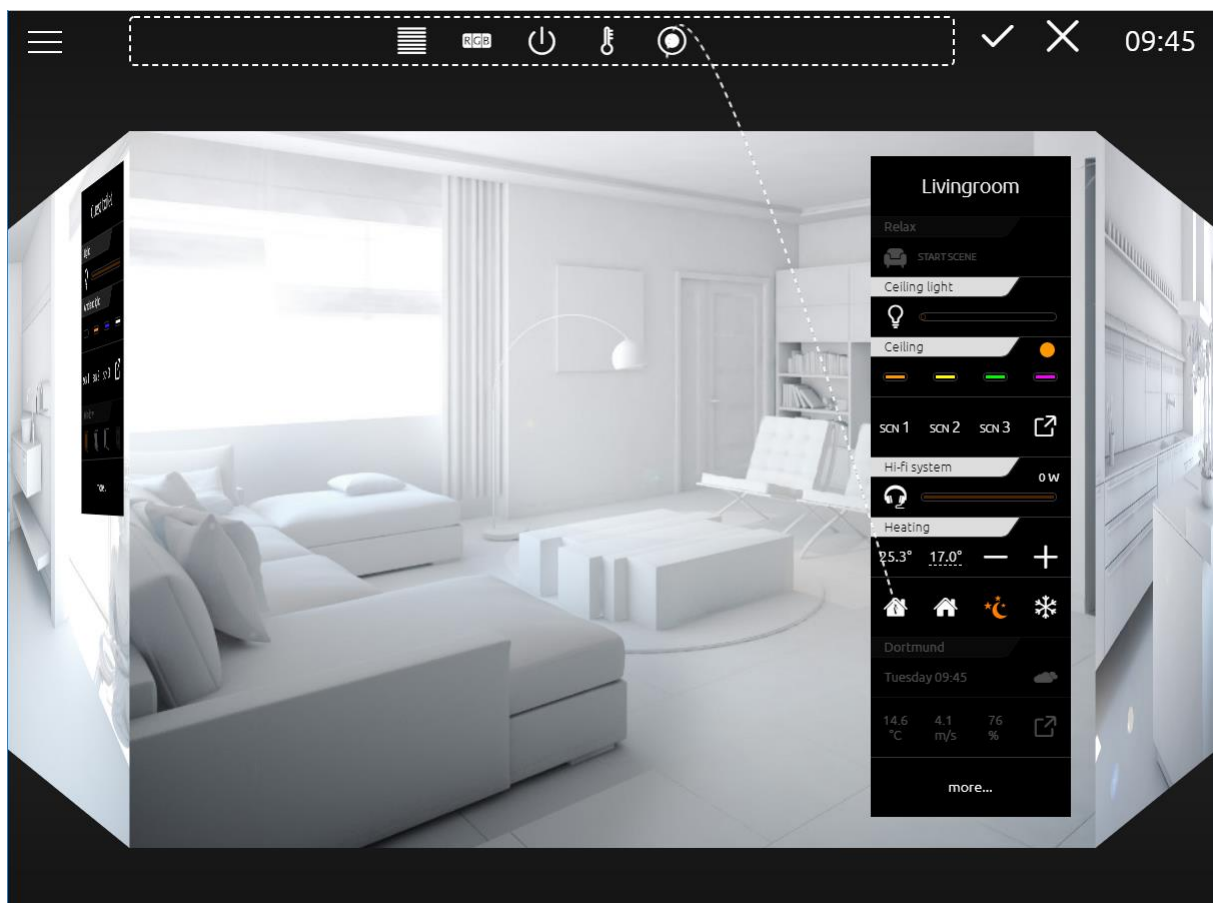 RGB
09:45
Livingroom
Relax
START SCENE
Ceiling light
Ceiling
SCN 1 SCN 2 SCN 3
Hi-fi system
0 W
Heating
25.3° 17.0°
Dortmund
Tuesday 09:45
14.6 4.1 76
°C m/s %
more...